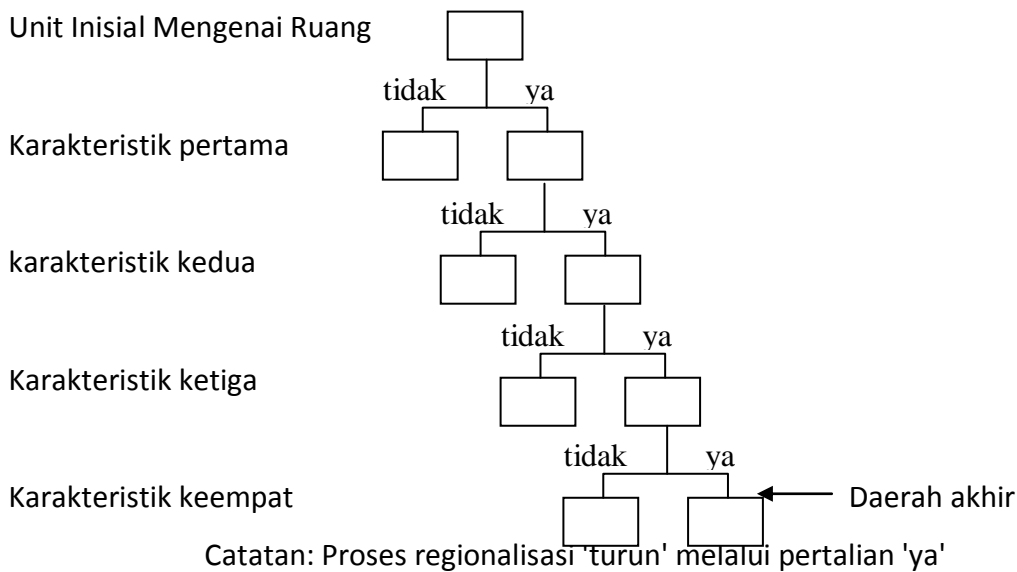 Unit Inisial Mengenai Ruang
tidak ya
Karakteristik pertama
tidak ya
karakteristik kedua
tidak ya
Karakteristik ketiga
tidak ya
Karakteristik keempat Daerah akhir
Catatan: Proses regionalisasi 'turun' melalui pertalian 'ya'